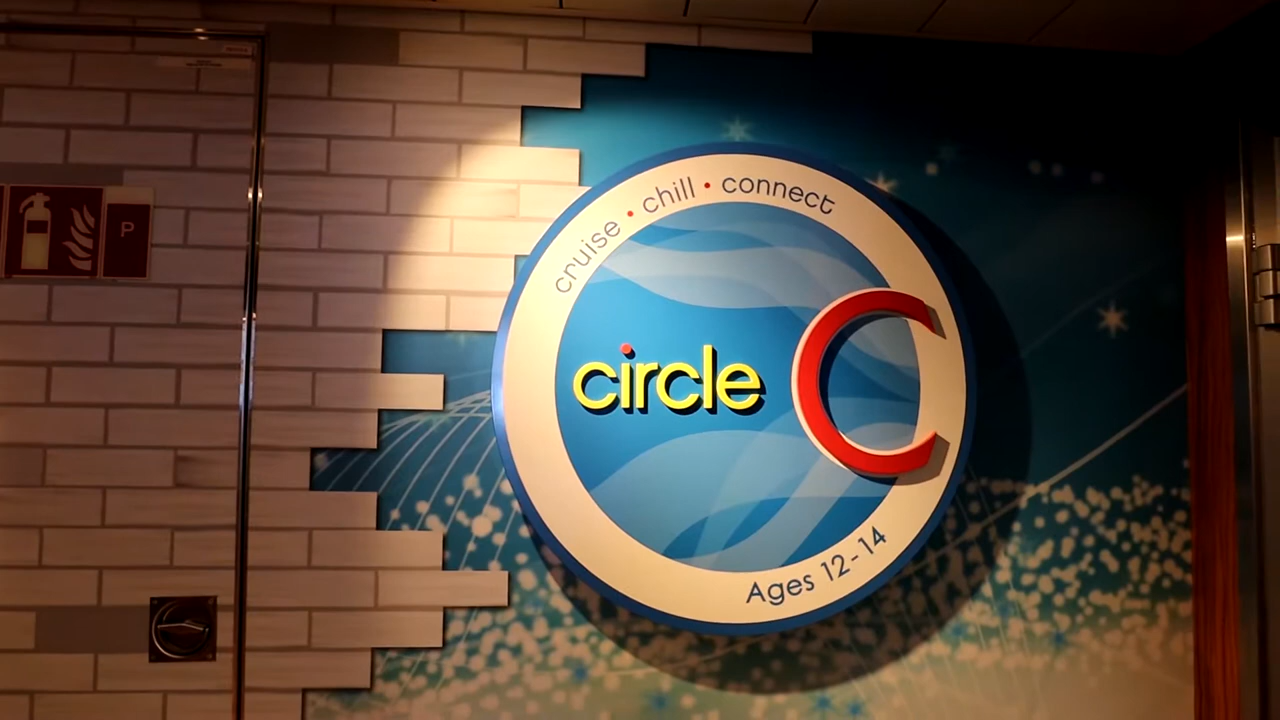 cruise • chill • connect
circle C
Ages 12-14
P